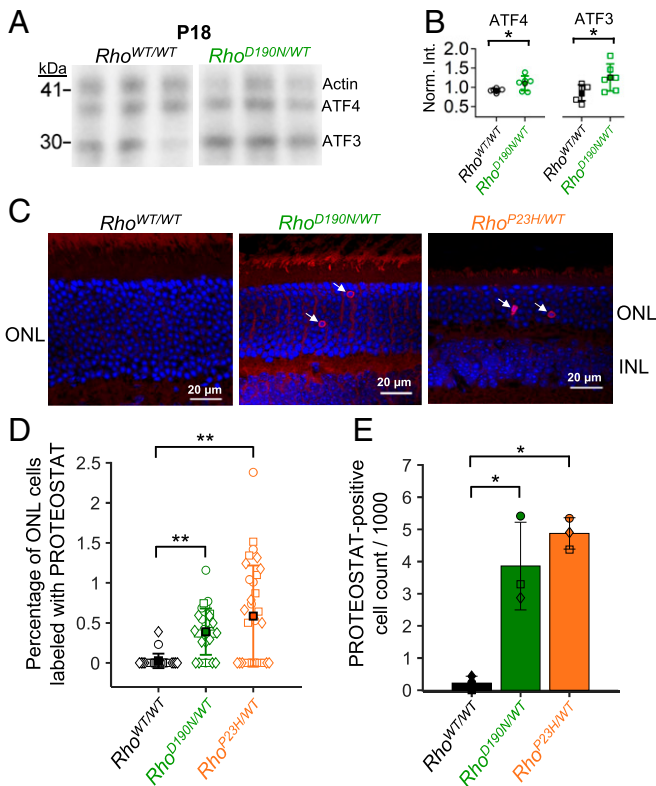 A
P18
Rho^WT/WT
Rho^D190N/WT
kDa
41-
30-
Actin
ATF4
ATF3
B
ATF4
ATF3
Norm. Int.
2.0
1.5
1.0
0.5
*
*
Rho^WT/WT
Rho^D190N/WT
Rho^WT/WT
Rho^D190N/WT
C
Rho^WT/WT
Rho^D190N/WT
Rho^P23H/WT
ONL
ONL
INL
20 µm
20 µm
20 µm
D
Percentage of ONL cells
labeled with PROTEOSTAT
2.5
2
1.5
1
0.5
0
**
**
Rho^WT/WT
Rho^D190N/WT
Rho^P23H/WT
E
PROTEOSTAT-positive
cell count / 1000
7
6
5
4
3
2
1
0
*
*
Rho^WT/WT
Rho^D190N/WT
Rho^P23H/WT